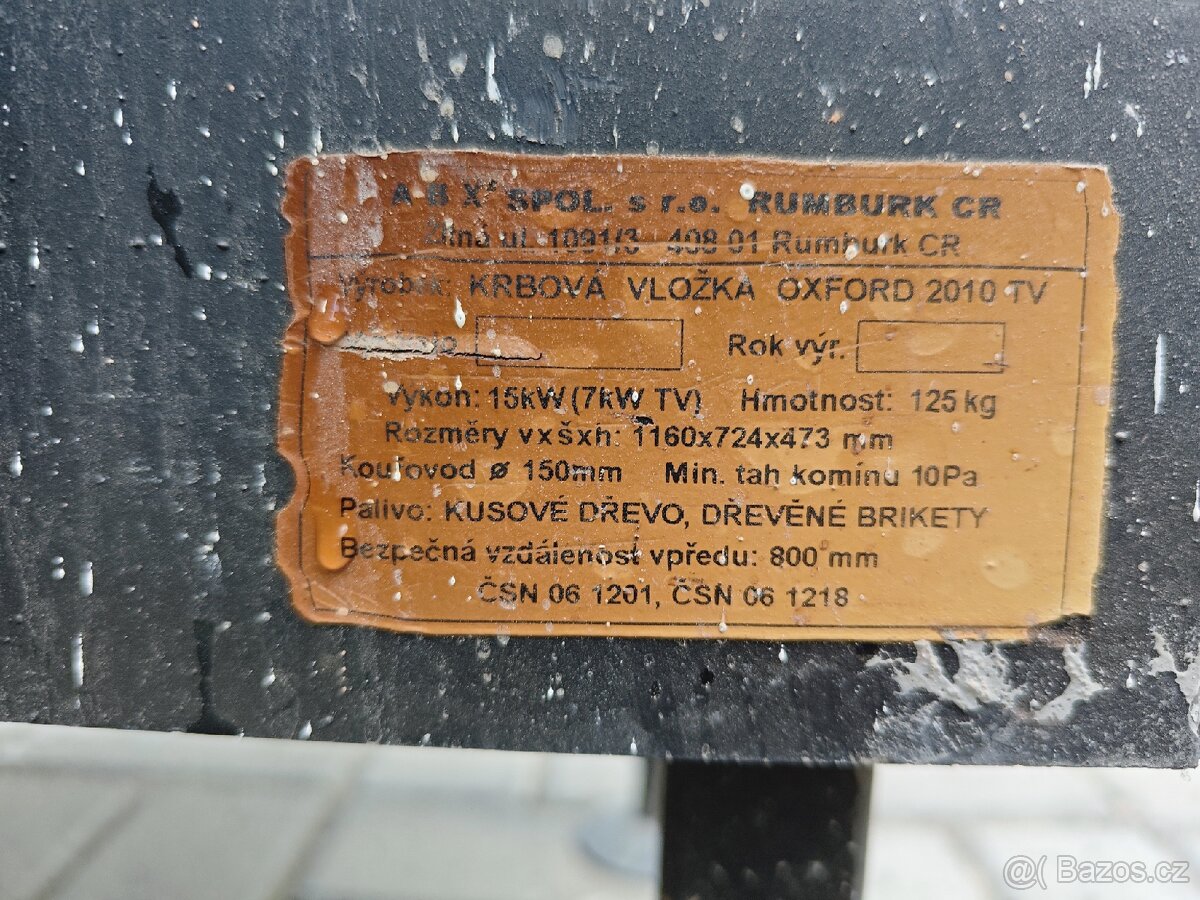 A B X SPOL. s r.o. RUMBURK CR
ul. 1091/3 408 01 Rumburk CR
Výrobek: KRBOVÁ VLOŽKA OXFORD 2010 TV
Rok výr.
Výkon: 15kW (7kW TV) Hmotnost: 125 kg
Rozměry vxšxh: 1160x724x473 mm
Kouřovod ø 150mm Min. tah komínu 10Pa
Palivo: KUSOVÉ DŘEVO, DŘEVĚNÉ BRIKETY
Bezpečná vzdálenost vpředu: 800 mm
ČSN 06 1201, ČSN 06 1218
Bazos.cz